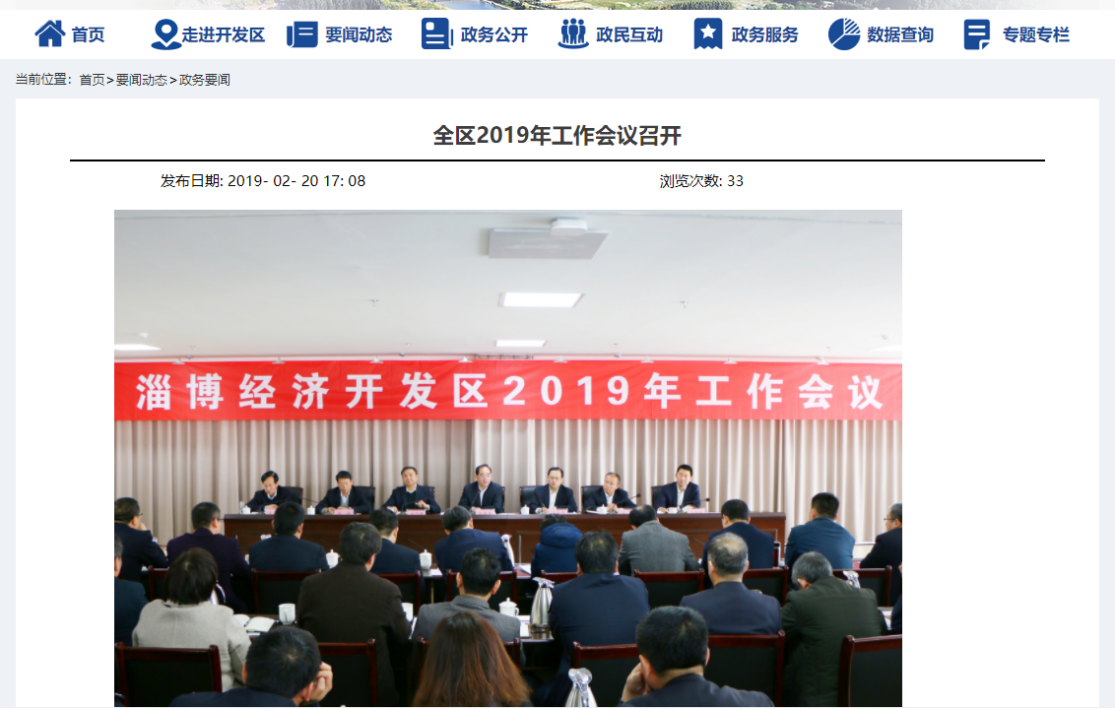 首页 走进开发区 要闻动态 政务公开 政民互动 政务服务 数据查询 专题专栏
当前位置：首页>要闻动态>政务要闻
全区2019年工作会议召开
发布日期: 2019- 02- 20 17: 08 浏览次数: 33
淄博经济开发区2019年工作会议